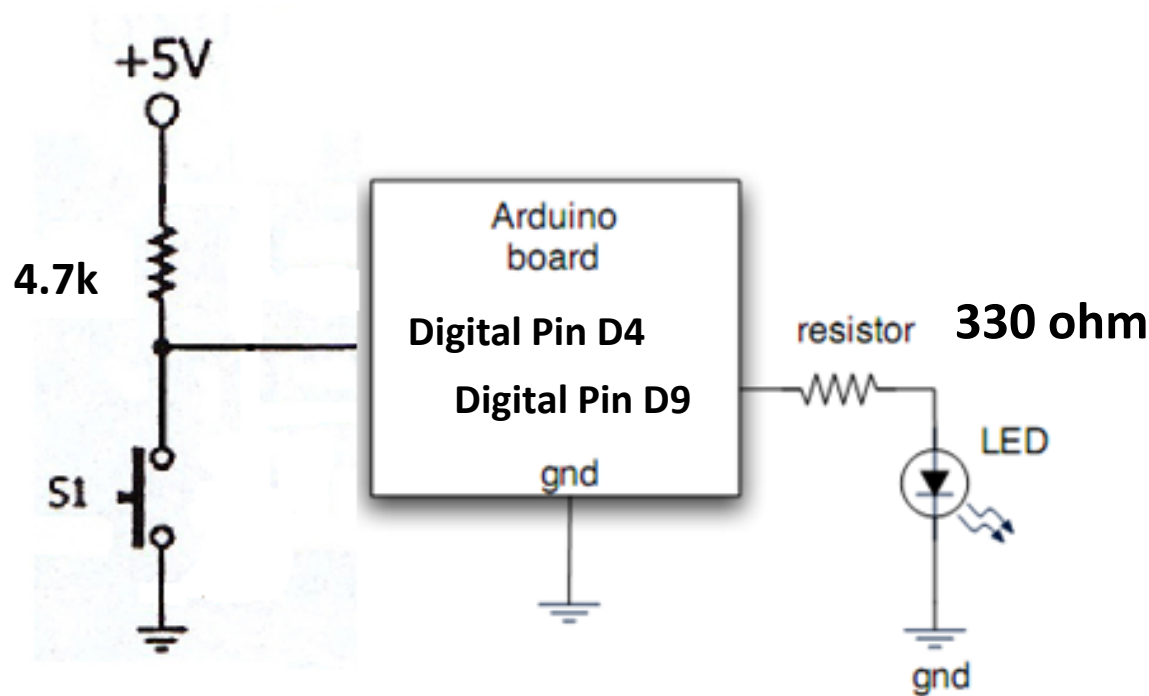 +5V
4.7k
S1
Arduino
board
Digital Pin D4
Digital Pin D9
gnd
resistor
330 ohm
LED
gnd